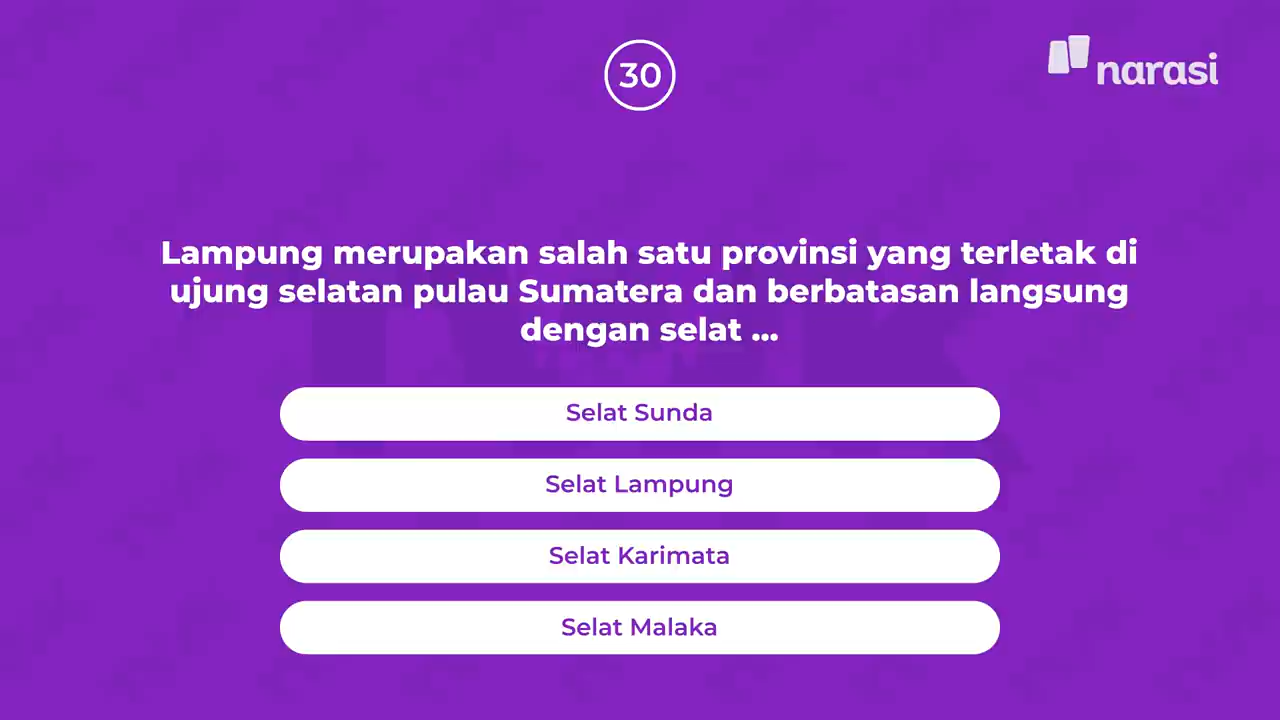 30
narasi
Lampung merupakan salah satu provinsi yang terletak di
ujung selatan pulau Sumatera dan berbatasan langsung
dengan selat ...
Selat Sunda
Selat Lampung
Selat Karimata
Selat Malaka